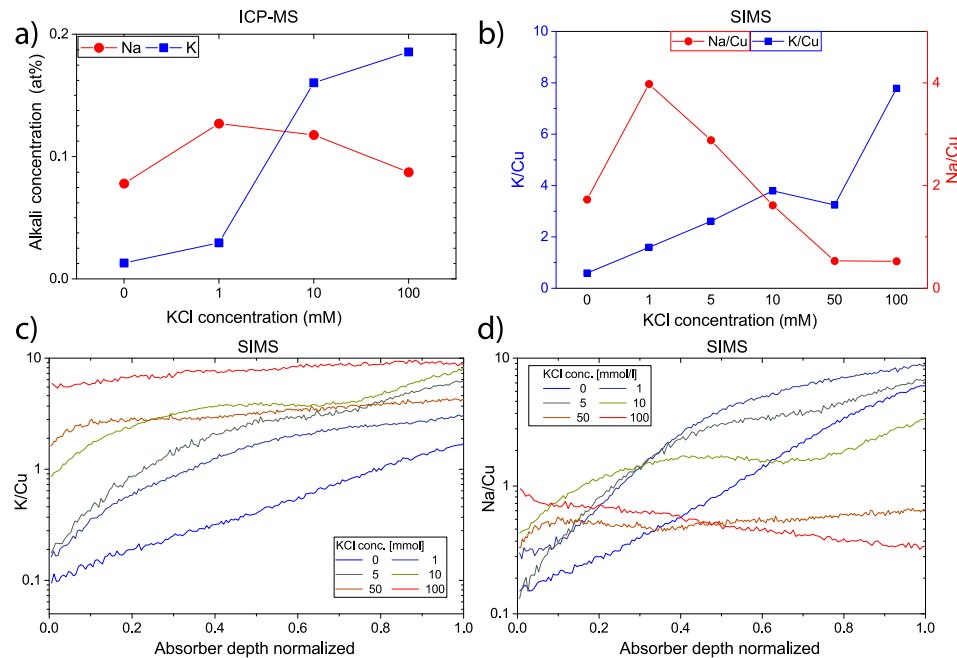 a)
ICP-MS
Na K
Alkali concentration (at%)
0.2
0.1
0.0
0 1 10 100
KCl concentration (mM)
b)
SIMS
Na/Cu K/Cu
K/Cu
10
8
6
4
2
0
Na/Cu
4
2
0
0 1 5 10 50 100
KCl concentration (mM)
c)
SIMS
K/Cu
10
1
0.1
KCl conc. [mmol]
0 1
5 10
50 100
0.0 0.2 0.4 0.6 0.8 1.0
Absorber depth normalized
d)
SIMS
Na/Cu
10
1
0.1
KCl conc. [mmol/l]
0 1
5 10
50 100
0.0 0.2 0.4 0.6 0.8 1.0
Absorber depth normalized